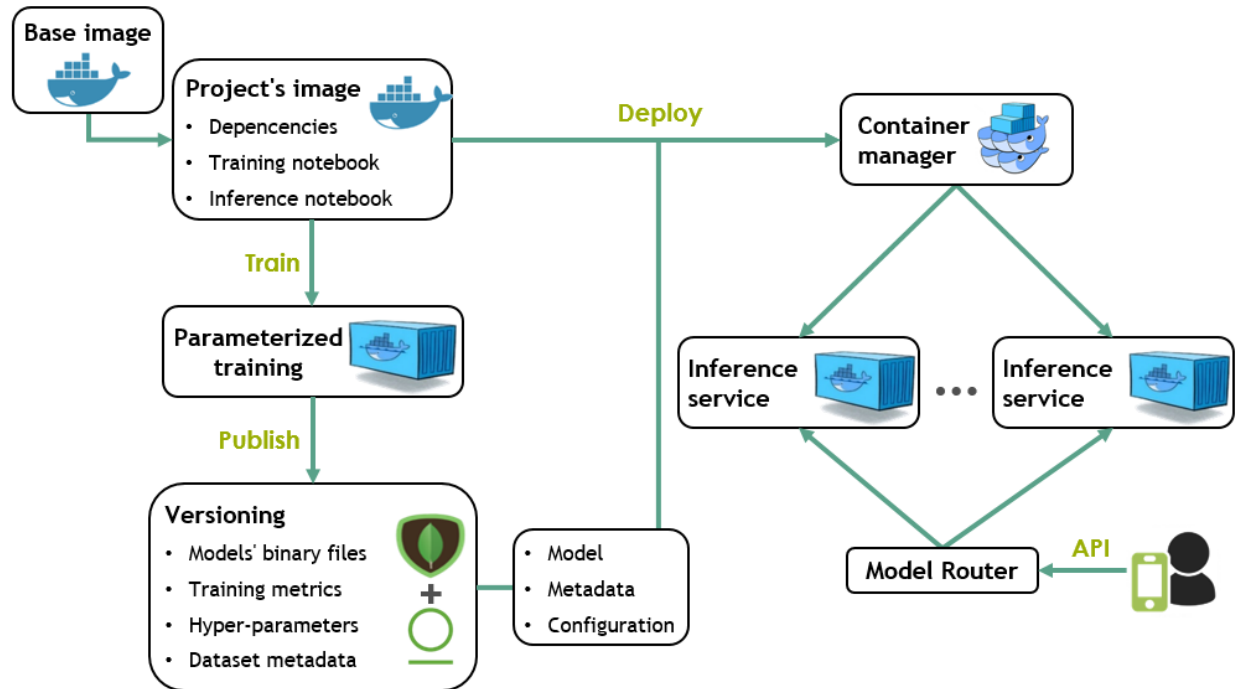 Base image
Project's image
• Depencencies
• Training notebook
• Inference notebook
Deploy
Container
manager
Train
Parameterized
training
Inference
service
...
Inference
service
Publish
Versioning
• Models' binary files
• Training metrics
+
• Hyper-parameters
• Dataset metadata
• Model
• Metadata
• Configuration
Model Router
API